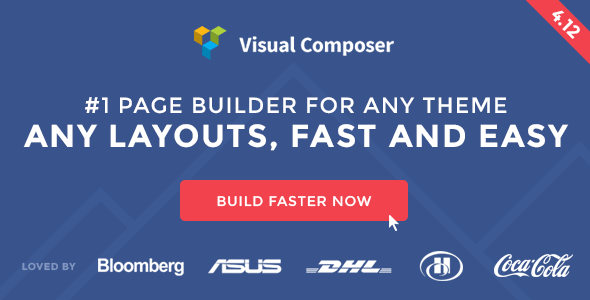 4.12
Visual Composer
#1 PAGE BUILDER FOR ANY THEME
ANY LAYOUTS, FAST AND EASY
BUILD FASTER NOW
LOVED BY Bloomberg ASUS DHL H Coca-Cola